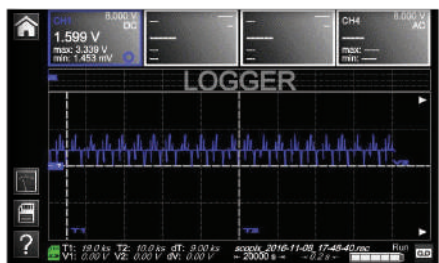 CH1 8.000 V
DC
1.599 V
max: 3.339 V
min: 1.453 mV
CH4 8.000 V
AC
max: ----
min: ----
LOGGER
T1: 19.0 ks T2: 10.0 ks dT: 9.00 ks scopix_2016-11-08_17-48-40.rec Run
V1: 0.00 V V2: 0.00 V dV: 0.00 V 20000 s 0.2 s
?